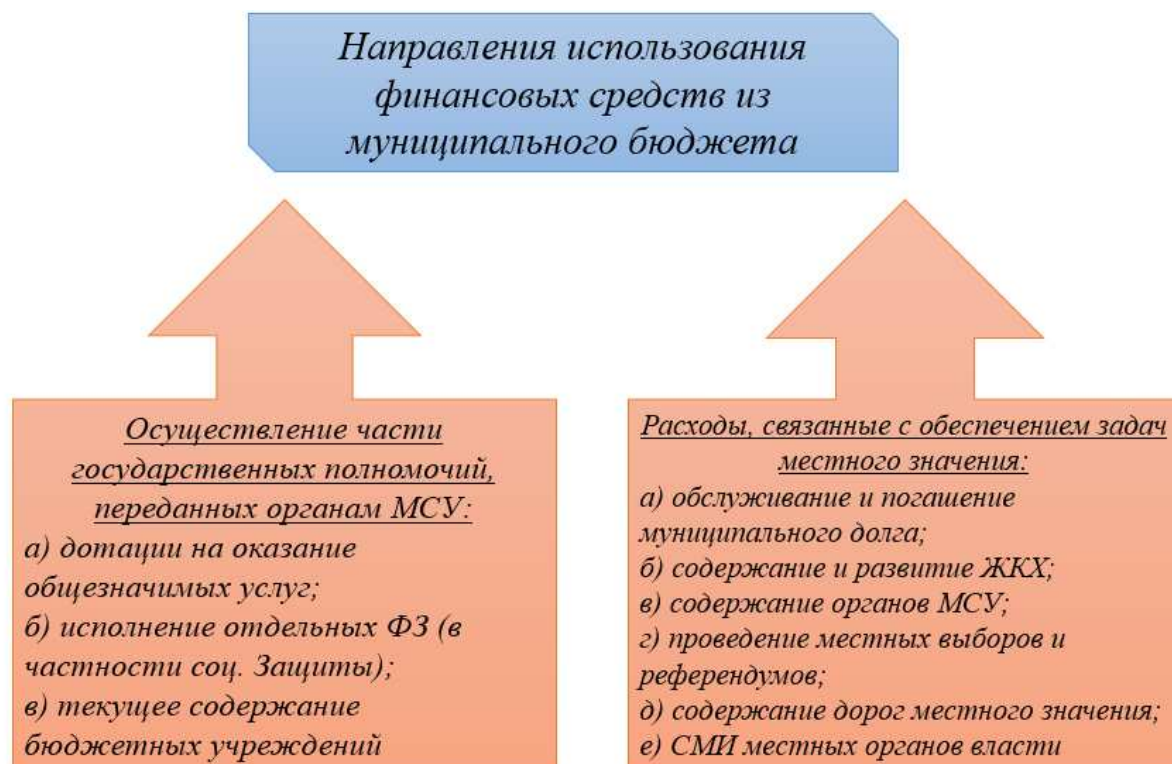 Направления использования
финансовых средств из
муниципального бюджета
Осуществление части
государственных полномочий,
переданных органам МСУ:
а) дотации на оказание
общезначимых услуг;
б) исполнение отдельных ФЗ (в
частности соц. Защиты);
в) текущее содержание
бюджетных учреждений
Расходы, связанные с обеспечением задач
местного значения:
а) обслуживание и погашение
муниципального долга;
б) содержание и развитие ЖКХ;
в) содержание органов МСУ;
г) проведение местных выборов и
референдумов;
д) содержание дорог местного значения;
е) СМИ местных органов власти